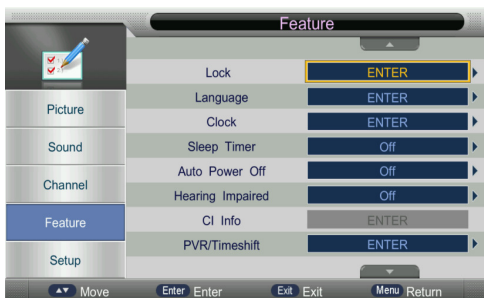 Feature
Lock ENTER
Language ENTER
Clock ENTER
Sleep Timer Off
Auto Power Off Off
Hearing Impaired Off
CI Info ENTER
PVR/Timeshift ENTER
Picture
Sound
Channel
Feature
Setup
Move Enter Enter Exit Exit Menu Return